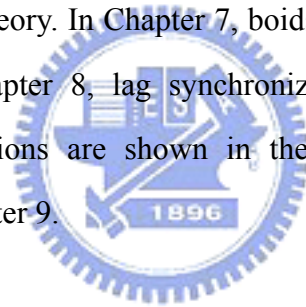 eory. In Chapter 7, boid
apter 8, lag synchroniz
ions are shown in the
ter 9.
1896